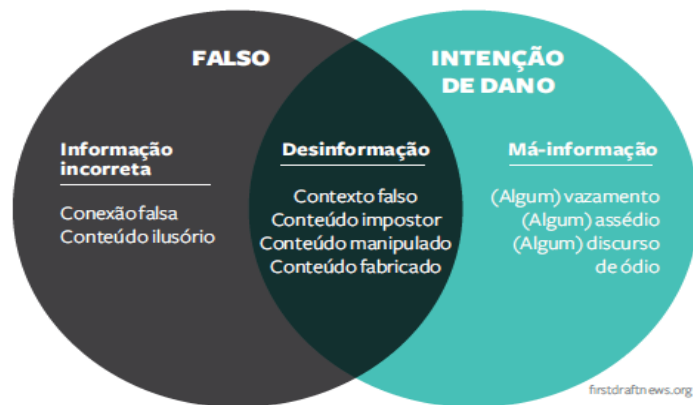 FALSO
INTENÇÃO
DE DANO
Informação
incorreta
Conexão falsa
Conteúdo ilusório
Desinformação
Contexto falso
Conteúdo impostor
Conteúdo manipulado
Conteúdo fabricado
Má-informação
(Algum) vazamento
(Algum) assédio
(Algum) discurso
de ódio
firstdraftnews.org